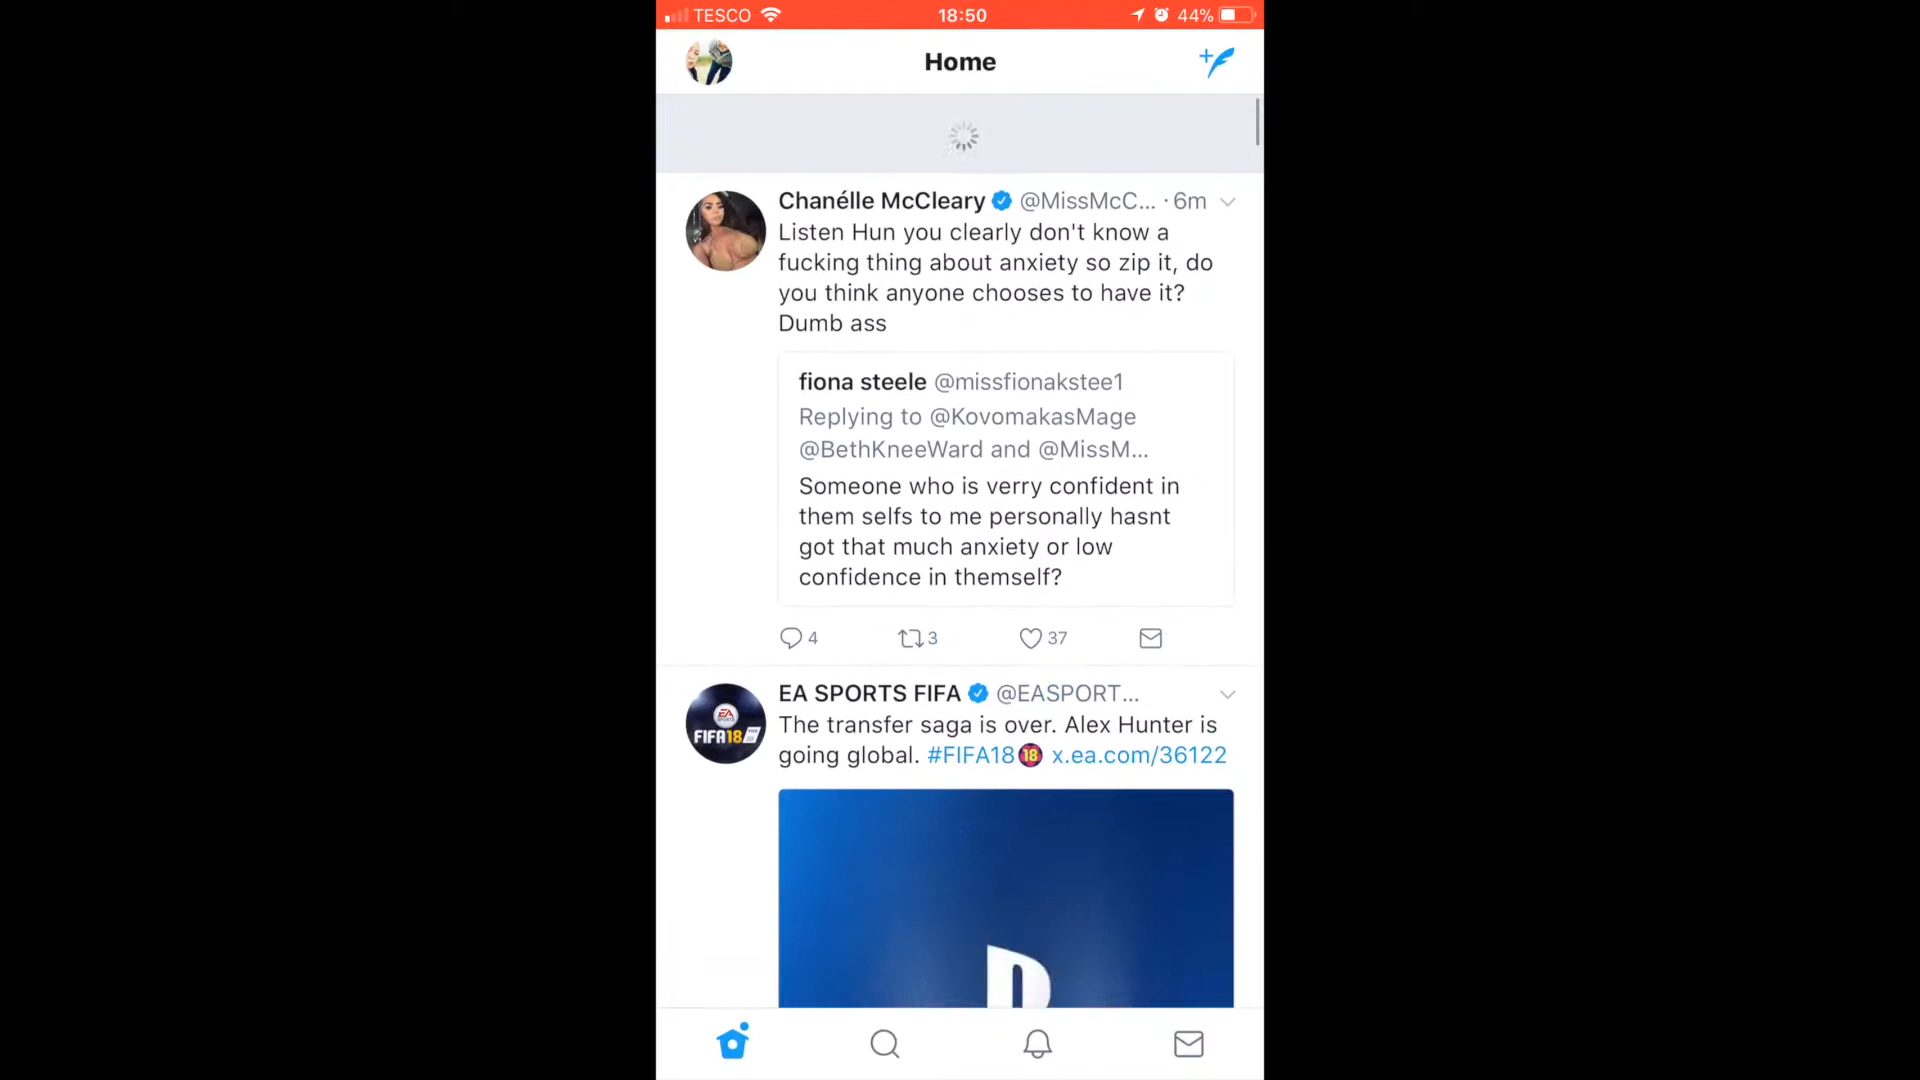 TESCO 18:50 44%
Home
Chanélle McCleary @MissMcC... · 6m
Listen Hun you clearly don't know a
fucking thing about anxiety so zip it, do
you think anyone chooses to have it?
Dumb ass
fiona steele @missfionakstee1
Replying to @KovomakasMage
@BethKneeWard and @MissM...
Someone who is verry confident in
them selfs to me personally hasnt
got that much anxiety or low
confidence in themself?
4 3 37
EA SPORTS FIFA @EASPORT...
The transfer saga is over. Alex Hunter is
going global. #FIFA18 18 x.ea.com/36122
EA SPORTS
FIFA18